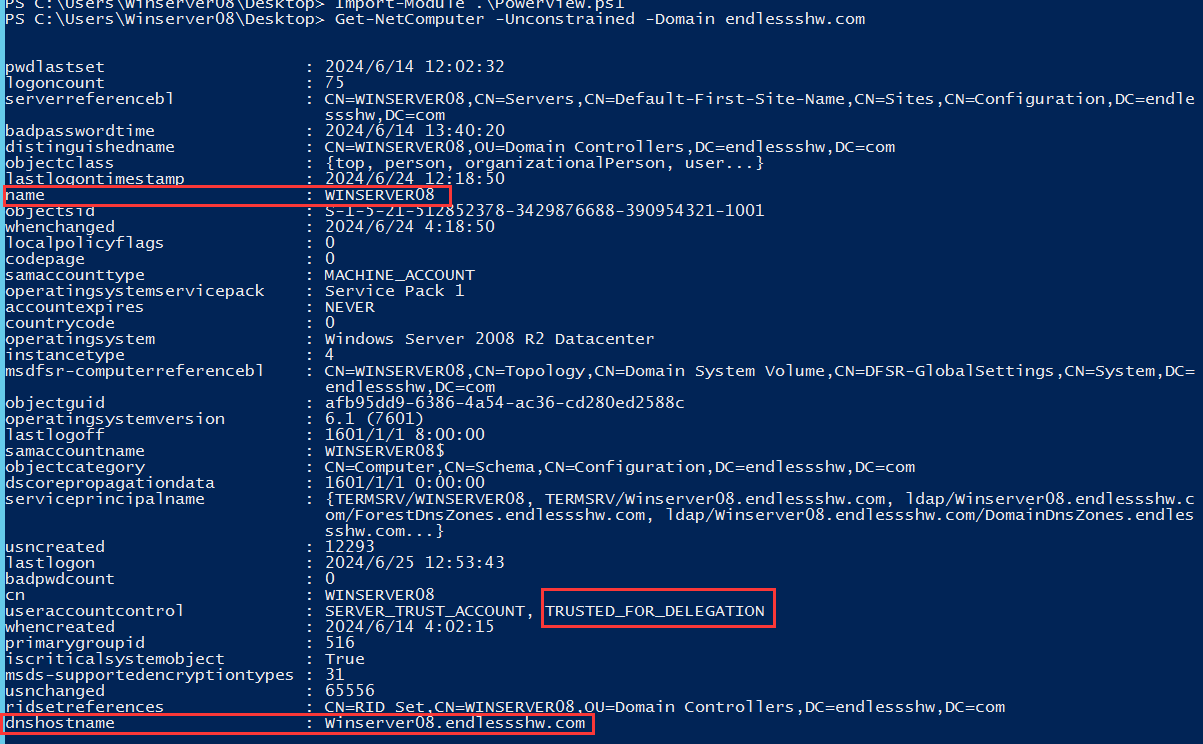 PS C:\Users\Winserver08\Desktop> Import-Module .\Powerview.ps1
PS C:\Users\Winserver08\Desktop> Get-NetComputer -Unconstrained -Domain endlessshw.com
pwdlastset : 2024/6/14 12:02:32
logoncount : 75
serverreferencebl : CN=WINSERVER08,CN=Servers,CN=Default-First-Site-Name,CN=Sites,CN=Configuration,DC=endle
ssshw,DC=com
badpasswordtime : 2024/6/14 13:40:20
distinguishedname : CN=WINSERVER08,OU=Domain Controllers,DC=endlessshw,DC=com
objectclass : {top, person, organizationalPerson, user...}
lastlogontimestamp : 2024/6/24 12:18:50
name : WINSERVER08
objectsid : S-1-5-21-512852378-3429876688-390954321-1001
whenchanged : 2024/6/24 4:18:50
localpolicyflags : 0
codepage : 0
samaccounttype : MACHINE_ACCOUNT
operatingsystemservicepack : Service Pack 1
accountexpires : NEVER
countrycode : 0
operatingsystem : Windows Server 2008 R2 Datacenter
instancetype : 4
msdfsr-computerreferencebl : CN=WINSERVER08,CN=Topology,CN=Domain System Volume,CN=DFSR-GlobalSettings,CN=System,DC=
endlessshw,DC=com
objectguid : afb95dd9-6386-4a54-ac36-cd280ed2588c
operatingsystemversion : 6.1 (7601)
lastlogoff : 1601/1/1 8:00:00
samaccountname : WINSERVER08$
objectcategory : CN=Computer,CN=Schema,CN=Configuration,DC=endlessshw,DC=com
dscorepropagationdata : 1601/1/1 0:00:00
serviceprincipalname : {TERMSRV/WINSERVER08, TERMSRV/Winserver08.endlessshw.com, ldap/Winserver08.endlessshw.c
om/ForestDnsZones.endlessshw.com, ldap/Winserver08.endlessshw.com/DomainDnsZones.endles
sshw.com...}
usncreated : 12293
lastlogon : 2024/6/25 12:53:43
badpwdcount : 0
cn : WINSERVER08
useraccountcontrol : SERVER_TRUST_ACCOUNT, TRUSTED_FOR_DELEGATION
whencreated : 2024/6/14 4:02:15
primarygroupid : 516
iscriticalsystemobject : True
msds-supportedencryptiontypes : 31
usnchanged : 65556
ridsetreferences : CN=RID Set,CN=WINSERVER08,OU=Domain Controllers,DC=endlessshw,DC=com
dnshostname : Winserver08.endlessshw.com